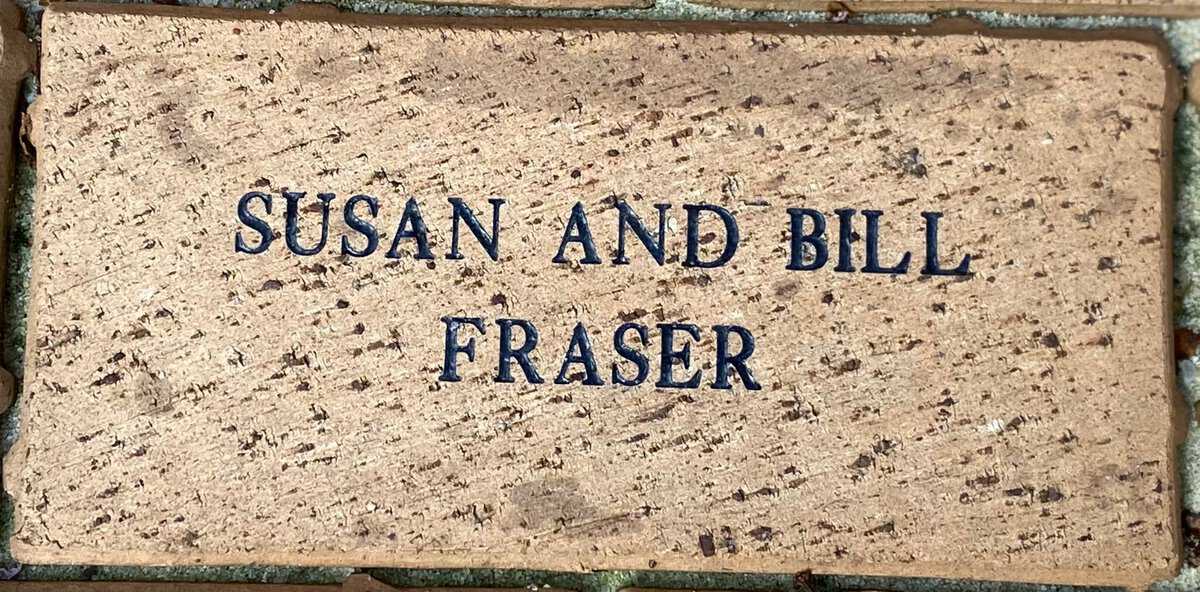 SUSAN AND BILL
FRASER